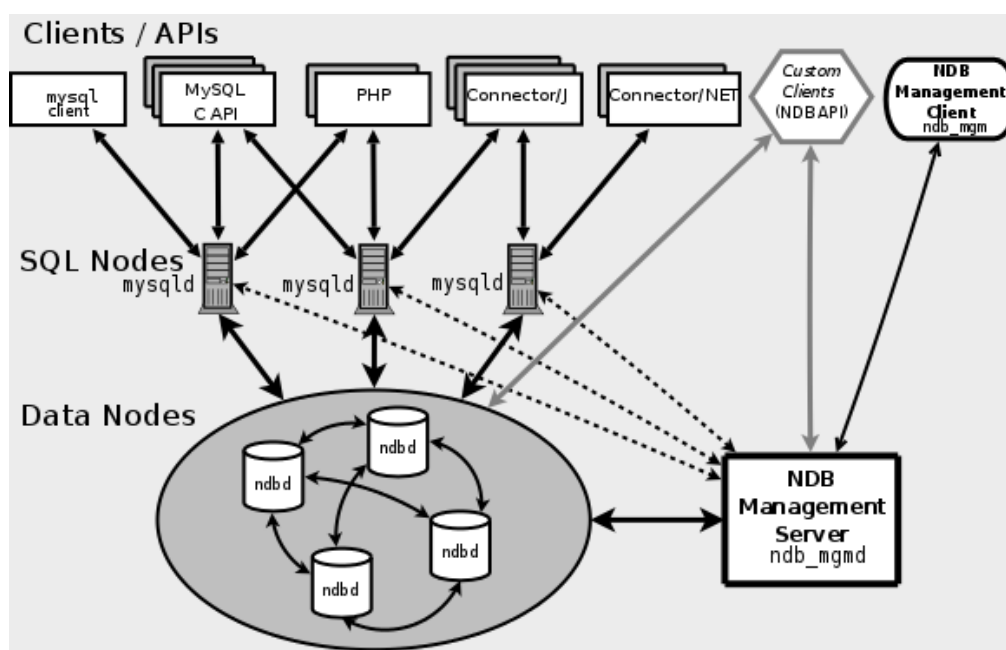 Clients / APIs
mysql
client
MySQL
C API
PHP
Connector/J
Connector/NET
Custom
Clients
(NDBAPI)
NDB
Management
Client
ndb_mgm
SQL Nodes
mysqld
mysqld
mysqld
Data Nodes
ndbd
ndbd
ndbd
ndbd
NDB
Management
Server
ndb_mgmd